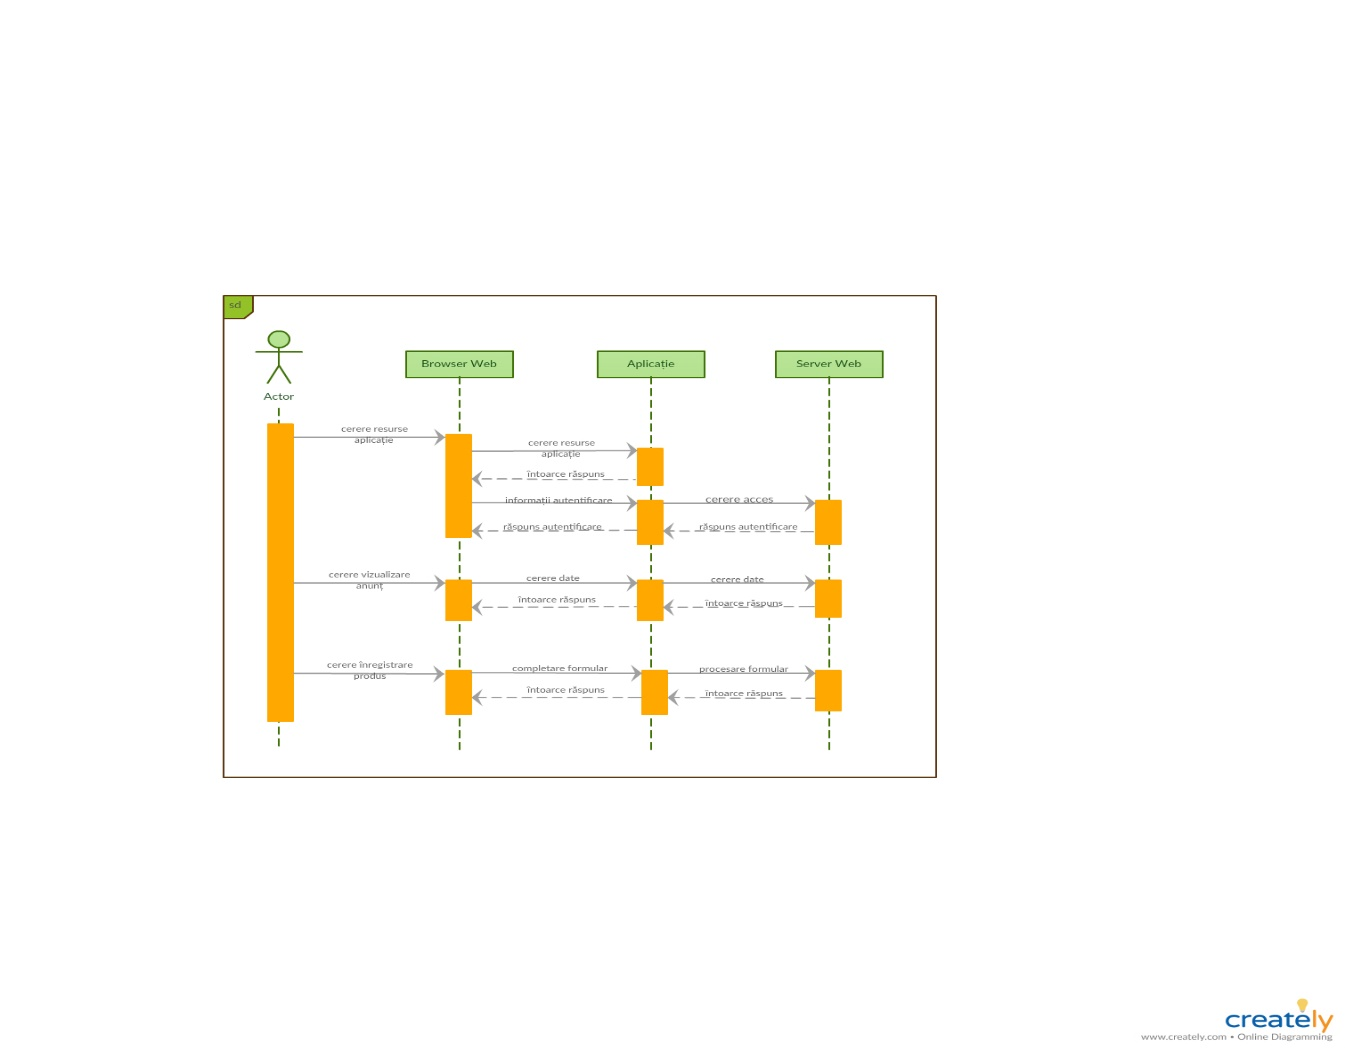 sd
Actor
Browser Web
Aplicație
Server Web
cerere resurse
aplicație
cerere resurse
aplicație
întoarce răspuns
informații autentificare
cerere acces
răspuns autentificare
răspuns autentificare
cerere vizualizare
anunț
cerere date
cerere date
întoarce răspuns
întoarce răspuns
cerere înregistrare
produs
completare formular
procesare formular
întoarce răspuns
întoarce răspuns
creately
www.creately.com • Online Diagramming